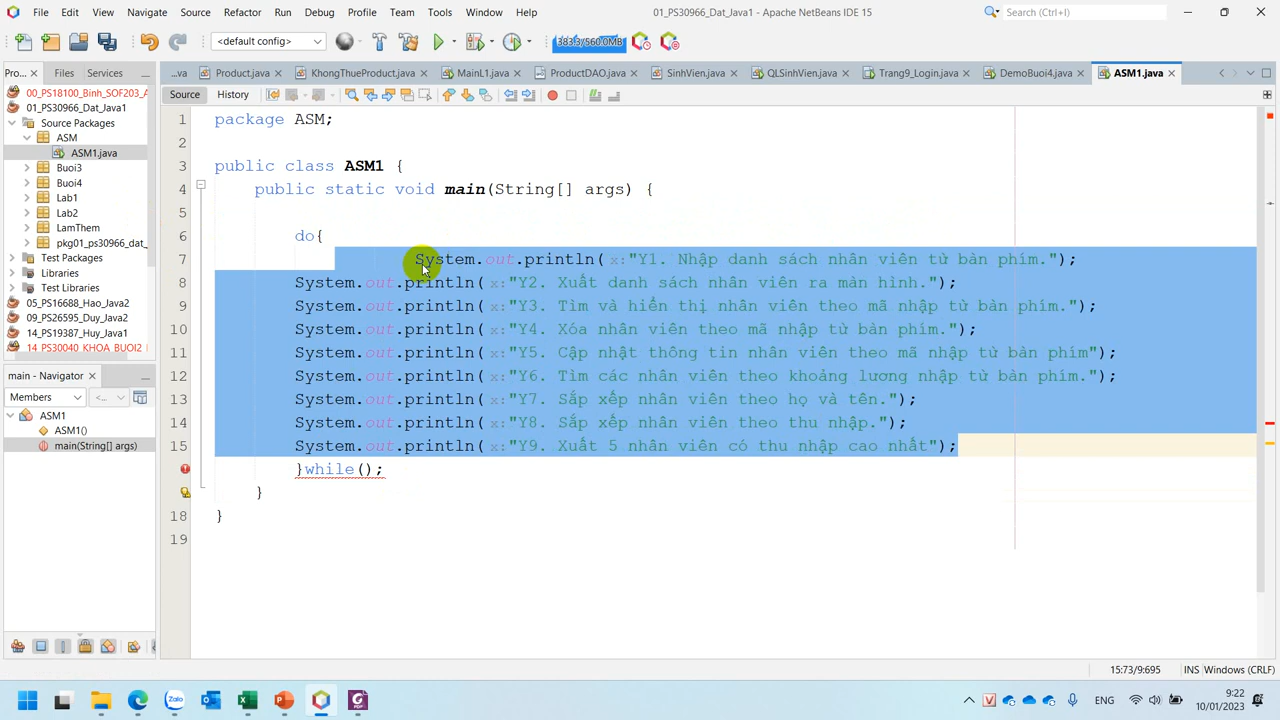 File Edit View Navigate Source Refactor Run Debug Profile Team Tools Window Help 01_PS30966_Dat_Java1 - Apache NetBeans IDE 15 Search (Ctrl+I)
<default config> 383.3/560.0MB
Pro... Files Services ...va Product.java KhongThueProduct.java MainL1.java ProductDAO.java SinhVien.java QLSinhVien.java Trang9_Login.java DemoBuoi4.java ASM1.java
Source History
00_PS18100_Binh_SOF203_A
01_PS30966_Dat_Java1
Source Packages
ASM
ASM1.java
Buoi3
Buoi4
Lab1
Lab2
LamThem
pkg01_ps30966_dat_
Test Packages
Libraries
Test Libraries
05_PS16688_Hao_Java2
09_PS26595_Duy_Java2
14_PS19387_Huy_Java1
14 PS30040 KHOA BUOI2
main - Navigator
Members <...>
ASM1
ASM1()
main(String[] args)
1 package ASM;
2
3 public class ASM1 {
4 public static void main(String[] args) {
5
6 do{
7 System.out.println(x:"Y1. Nhập danh sách nhân viên từ bàn phím.");
8 System.out.println(x:"Y2. Xuất danh sách nhân viên ra màn hình.");
9 System.out.println(x:"Y3. Tìm và hiển thị nhân viên theo mã nhập từ bàn phím.");
10 System.out.println(x:"Y4. Xóa nhân viên theo mã nhập từ bàn phím.");
11 System.out.println(x:"Y5. Cập nhật thông tin nhân viên theo mã nhập từ bàn phím");
12 System.out.println(x:"Y6. Tìm các nhân viên theo khoảng lương nhập từ bàn phím.");
13 System.out.println(x:"Y7. Sắp xếp nhân viên theo họ và tên.");
14 System.out.println(x:"Y8. Sắp xếp nhân viên theo thu nhập.");
15 System.out.println(x:"Y9. Xuất 5 nhân viên có thu nhập cao nhất");
}while();
}
18 }
19
15:73/9:695 INS Windows (CRLF)
Zalo ENG 9:22
10/01/2023